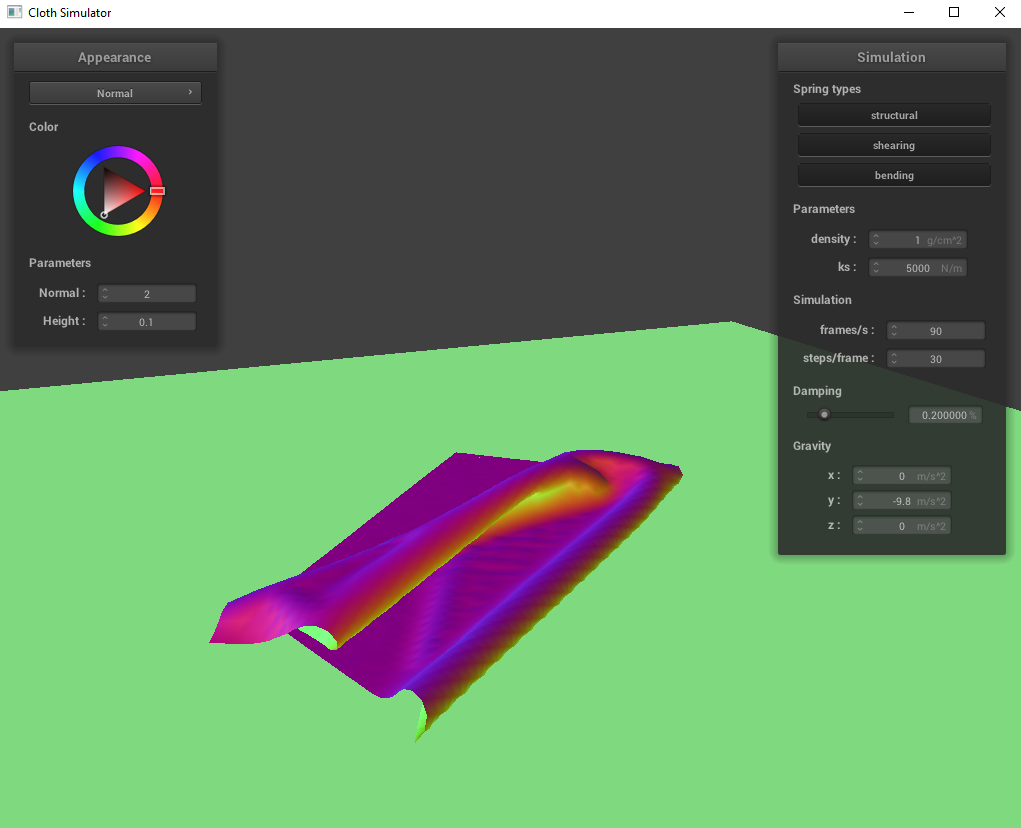 Cloth Simulator
Appearance
Normal
Color
Parameters
Normal :
2
Height :
0.1
Simulation
Spring types
structural
shearing
bending
Parameters
density :
1 g/cm^2
ks :
5000 N/m
Simulation
frames/s :
90
steps/frame :
30
Damping
0.200000 %
Gravity
x :
0 m/s^2
y :
-9.8 m/s^2
z :
0 m/s^2